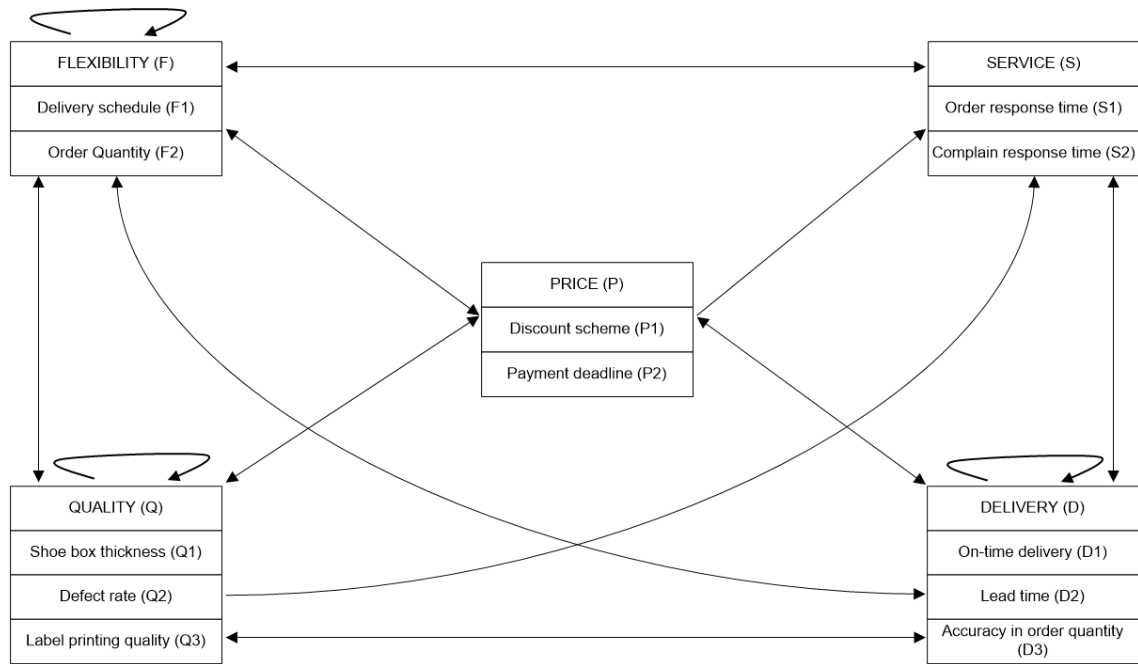 FLEXIBILITY (F)
Delivery schedule (F1)
Order Quantity (F2)
SERVICE (S)
Order response time (S1)
Complain response time (S2)
PRICE (P)
Discount scheme (P1)
Payment deadline (P2)
QUALITY (Q)
Shoe box thickness (Q1)
Defect rate (Q2)
Label printing quality (Q3)
DELIVERY (D)
On-time delivery (D1)
Lead time (D2)
Accuracy in order quantity
(D3)